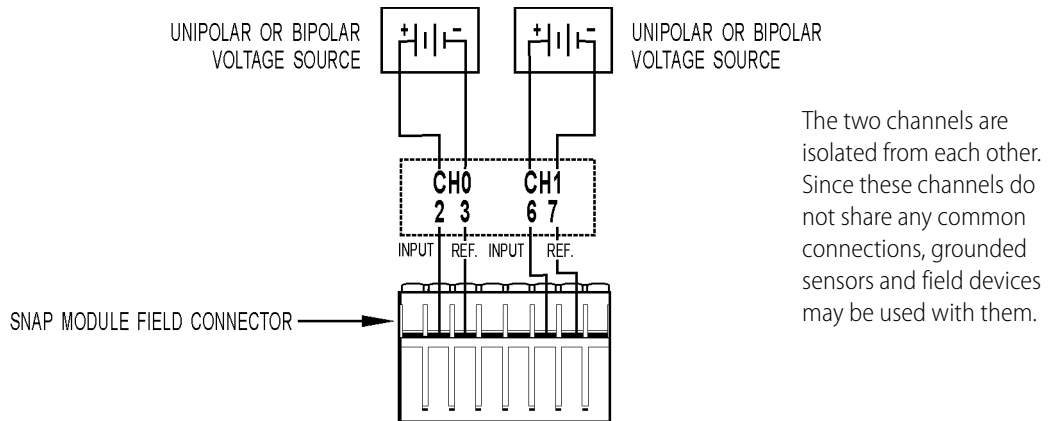 UNIPOLAR OR BIPOLAR
VOLTAGE SOURCE
+ -
+ -
UNIPOLAR OR BIPOLAR
VOLTAGE SOURCE
CH0
2 3
CH1
6 7
INPUT REF. INPUT REF.
SNAP MODULE FIELD CONNECTOR
The two channels are
isolated from each other.
Since these channels do
not share any common
connections, grounded
sensors and field devices
may be used with them.